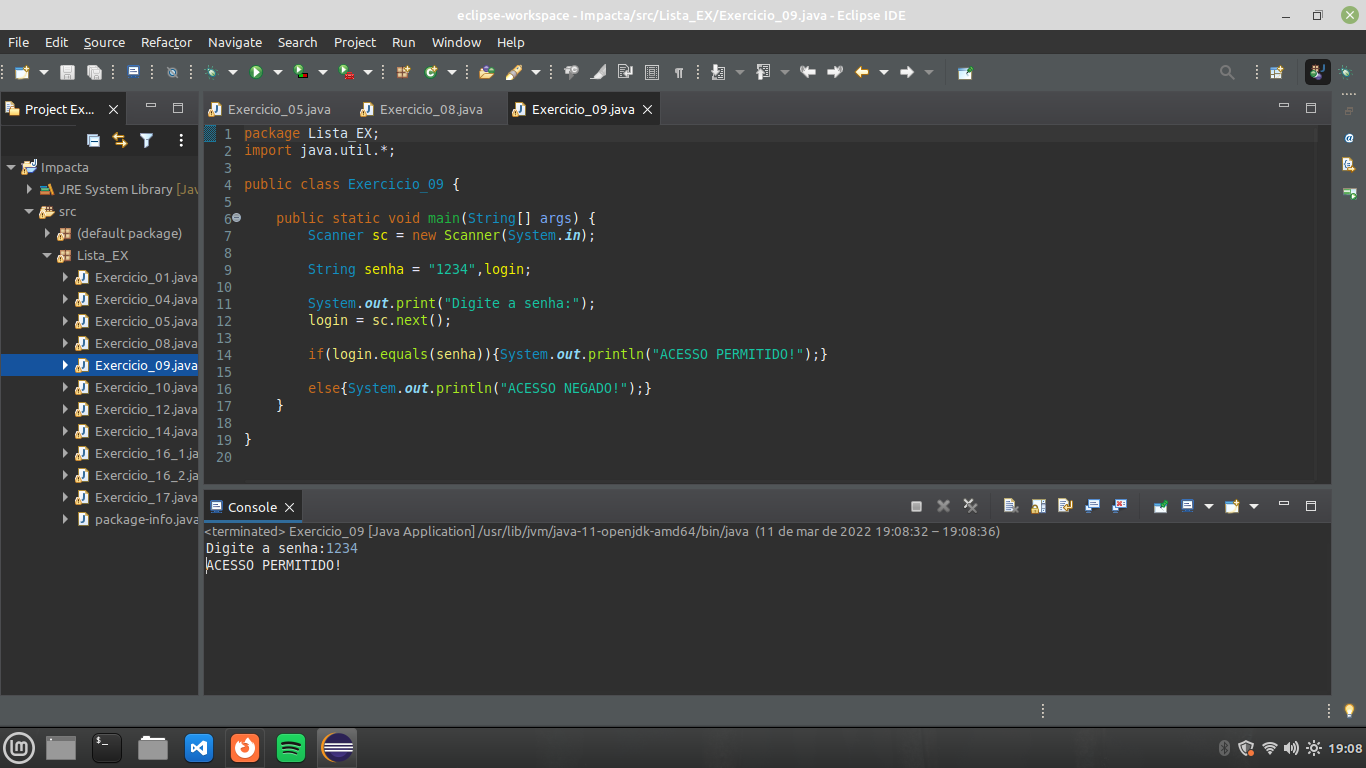 eclipse-workspace - Impacta/src/Lista_EX/Exercicio_09.java - Eclipse IDE
File Edit Source Refactor Navigate Search Project Run Window Help
Project Ex...
Exercicio_05.java Exercicio_08.java Exercicio_09.java
Impacta
JRE System Library [Jav
src
(default package)
Lista_EX
Exercicio_01.java
Exercicio_04.java
Exercicio_05.java
Exercicio_08.java
Exercicio_09.java
Exercicio_10.java
Exercicio_12.java
Exercicio_14.java
Exercicio_16_1.ja
Exercicio_16_2.ja
Exercicio_17.java
package-info.java
1 package Lista_EX;
2 import java.util.*;
3
4 public class Exercicio_09 {
5
6 public static void main(String[] args) {
7 Scanner sc = new Scanner(System.in);
8
9 String senha = "1234",login;
10
11 System.out.print("Digite a senha:");
12 login = sc.next();
13
14 if(login.equals(senha)){System.out.println("ACESSO PERMITIDO!");}
15
16 else{System.out.println("ACESSO NEGADO!");}
17 }
18
19 }
20
Console
<terminated> Exercicio_09 [Java Application] /usr/lib/jvm/java-11-openjdk-amd64/bin/java (11 de mar de 2022 19:08:32 – 19:08:36)
Digite a senha:1234
ACESSO PERMITIDO!
19:08